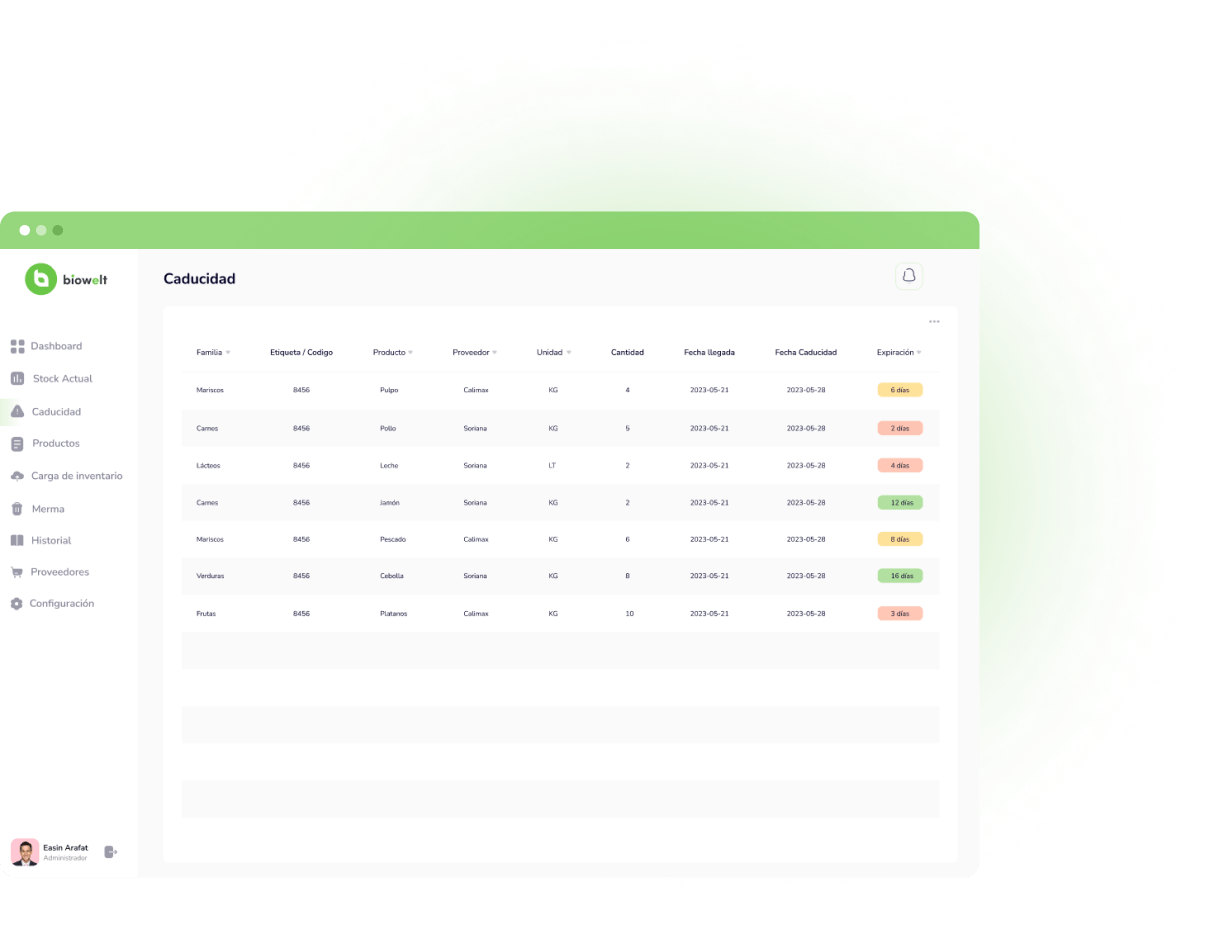 biowelt
Caducidad
Dashboard
Stock Actual
Caducidad
Productos
Carga de inventario
Merma
Historial
Proveedores
Configuración
Easin Arafat
Administrador
Familia Etiqueta / Codigo Producto Proveedor Unidad Cantidad Fecha llegada Fecha Caducidad Expiración
Mariscos 8456 Pulpo Calimax KG 4 2023-05-21 2023-05-28 6 días
Carnes 8456 Pollo Soriana KG 5 2023-05-21 2023-05-28 2 días
Lácteos 8456 Leche Soriana LT 2 2023-05-21 2023-05-28 4 días
Carnes 8456 Jamón Soriana KG 2 2023-05-21 2023-05-28 12 días
Mariscos 8456 Pescado Calimax KG 6 2023-05-21 2023-05-28 8 días
Verduras 8456 Cebolla Soriana KG 8 2023-05-21 2023-05-28 16 días
Frutas 8456 Platanos Calimax KG 10 2023-05-21 2023-05-28 3 días